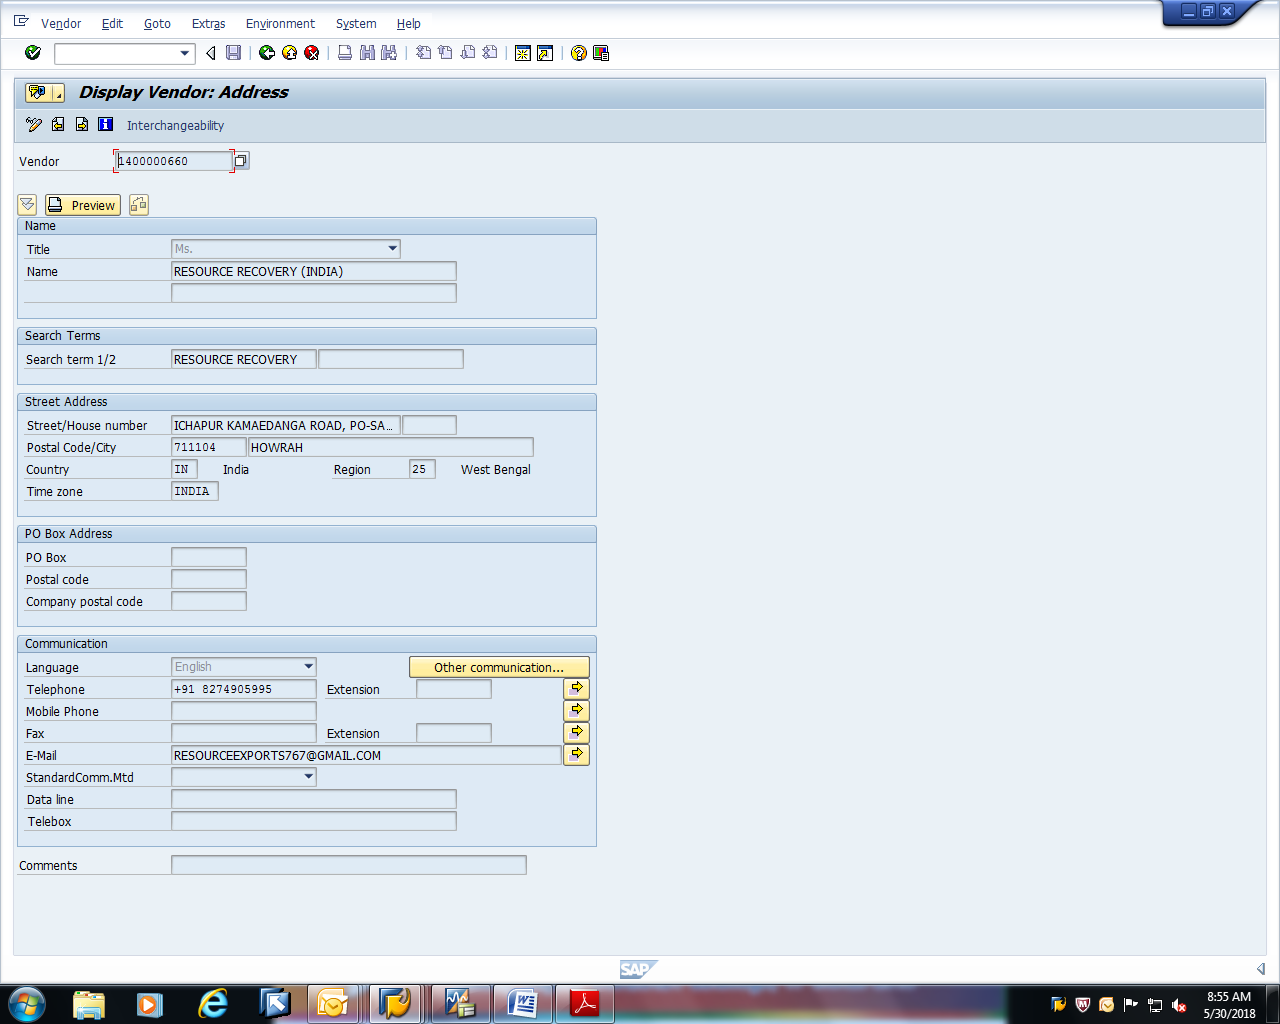 Vendor Edit Goto Extras Environment System Help
Display Vendor: Address
Interchangeability
Vendor 1400000660
Preview
Name
Title Ms.
Name RESOURCE RECOVERY (INDIA)
Search Terms
Search term 1/2 RESOURCE RECOVERY
Street Address
Street/House number ICHAPUR KAMAEDANGA ROAD, PO-SA...
Postal Code/City 711104 HOWRAH
Country IN India Region 25 West Bengal
Time zone INDIA
PO Box Address
PO Box
Postal code
Company postal code
Communication
Language English Other communication...
Telephone +91 8274905995 Extension
Mobile Phone
Fax Extension
E-Mail RESOURCEEXPORTS767@GMAIL.COM
StandardComm.Mtd
Data line
Telebox
Comments
SAP
8:55 AM
5/30/2018